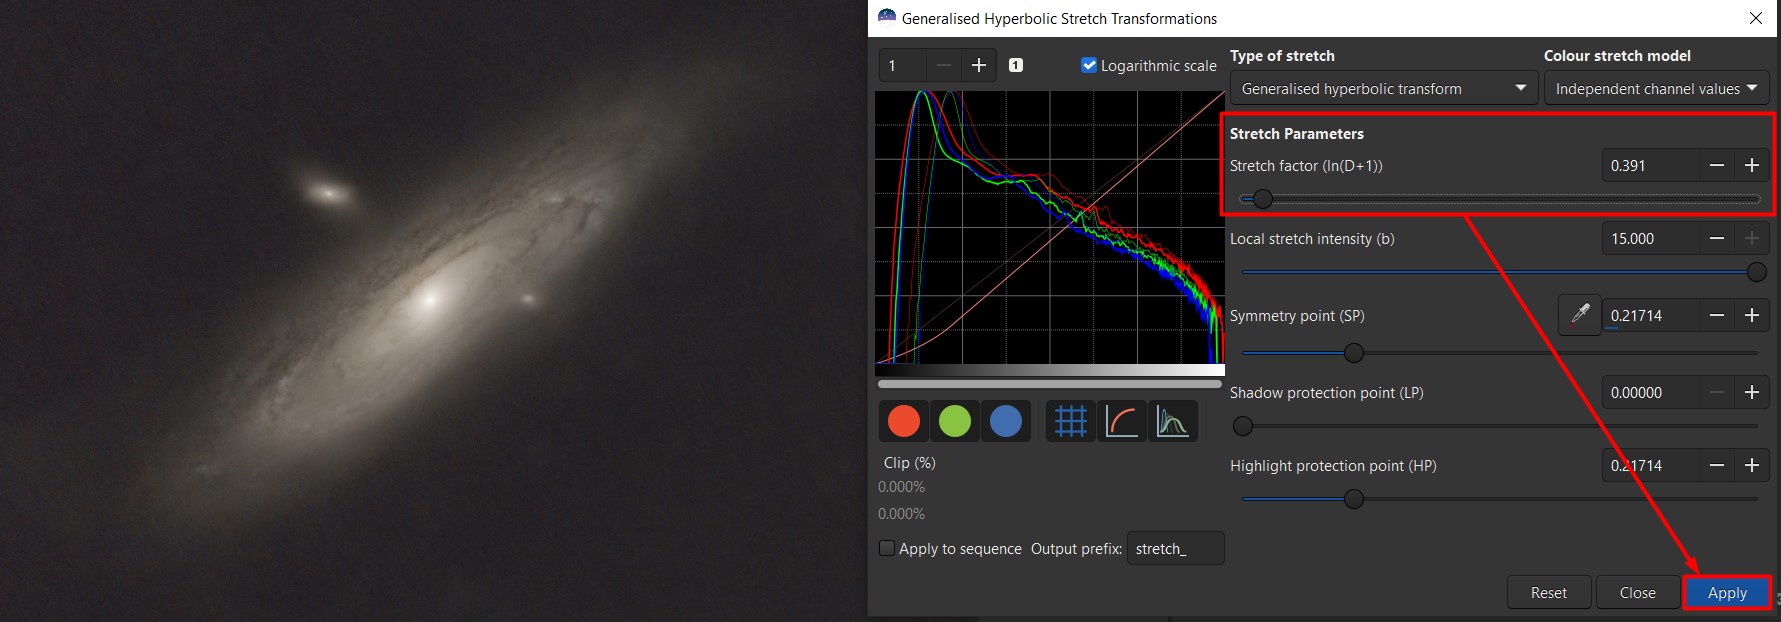 Generalised Hyperbolic Stretch Transformations
1
1
Logarithmic scale
Type of stretch
Colour stretch model
Generalised hyperbolic transform
Independent channel values
Stretch Parameters
Stretch factor (ln(D+1))
0.391
Local stretch intensity (b)
15.000
Symmetry point (SP)
0.21714
Shadow protection point (LP)
0.00000
Highlight protection point (HP)
0.21714
Clip (%)
0.000%
0.000%
Apply to sequence
Output prefix:
stretch_
Reset
Close
Apply